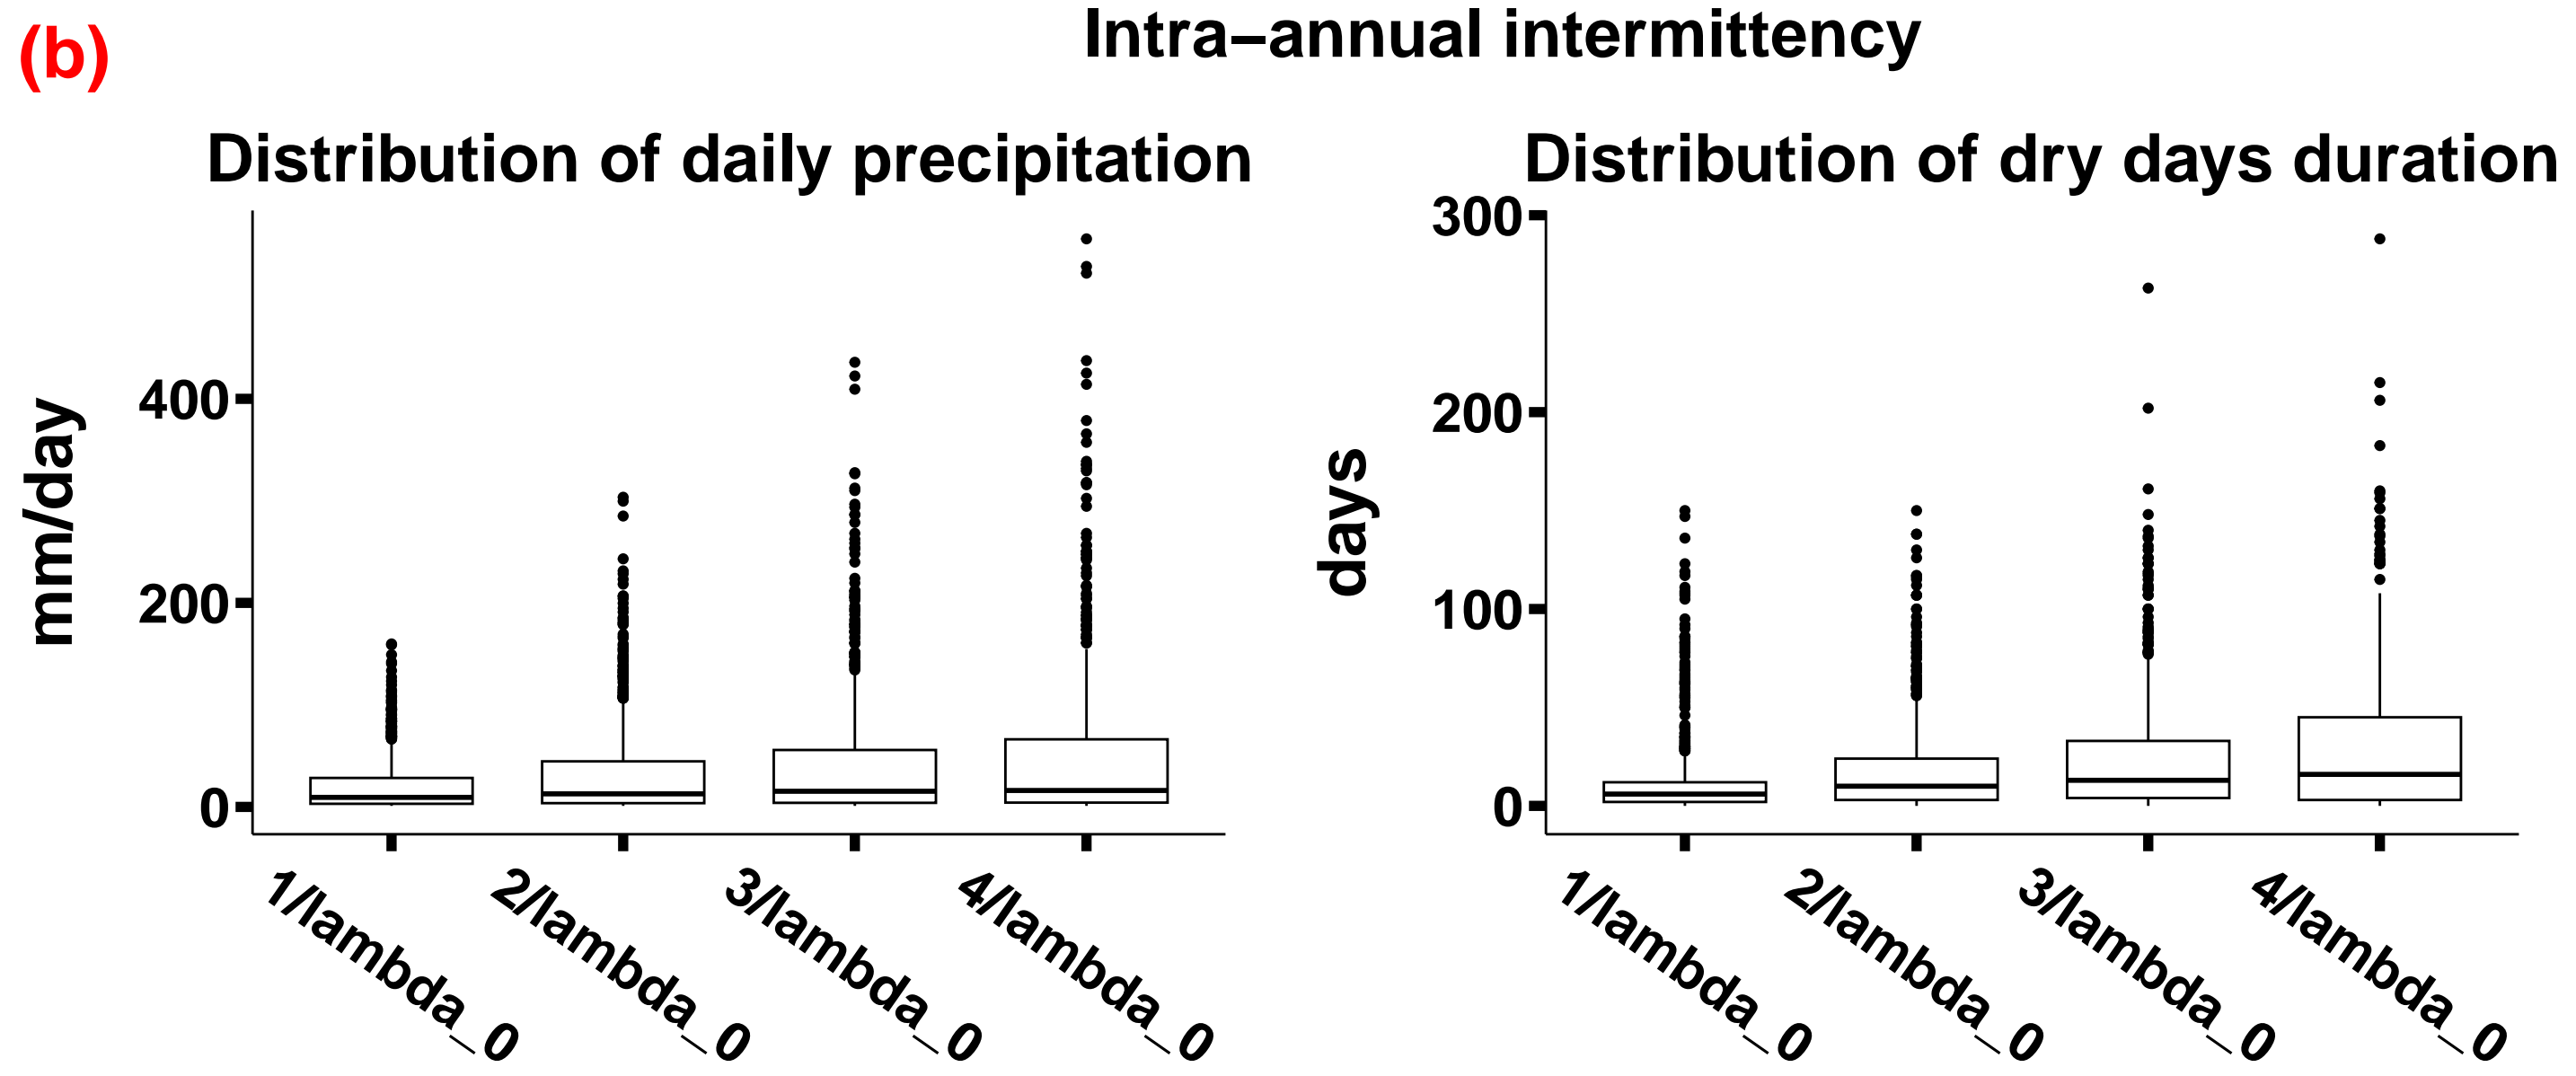 (b)
Intra−annual intermittency
Distribution of daily precipitation
mm/day
400
200
0
1/lambda_0
2/lambda_0
3/lambda_0
4/lambda_0
Distribution of dry days duration
days
300
200
100
0
1/lambda_0
2/lambda_0
3/lambda_0
4/lambda_0